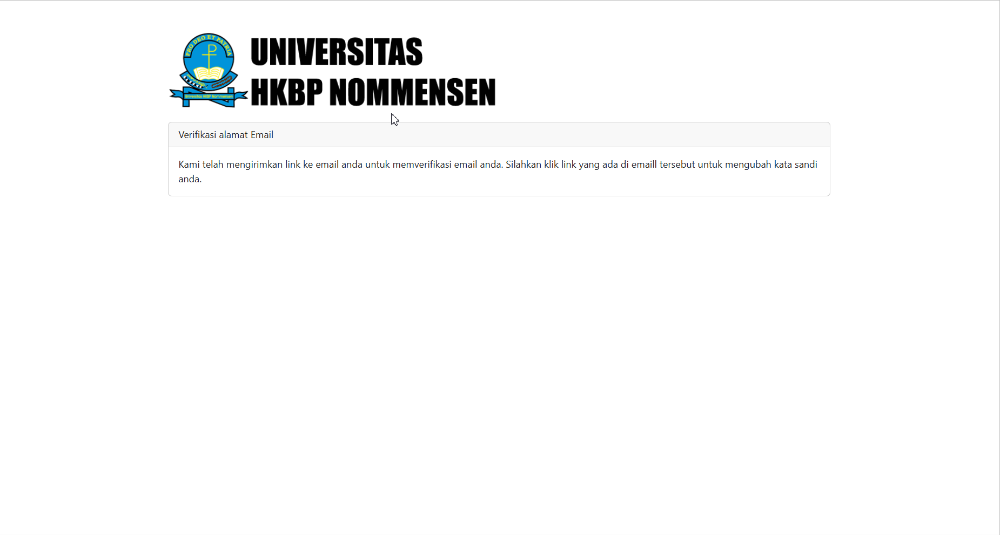 PRO DEO ET PATRIA
UNIVERSITAS
HKBP NOMMENSEN
Universitas HKBP Nommensen
Verifikasi alamat Email
Kami telah mengirimkan link ke email anda untuk memverifikasi email anda. Silahkan klik link yang ada di emaill tersebut untuk mengubah kata sandi
anda.